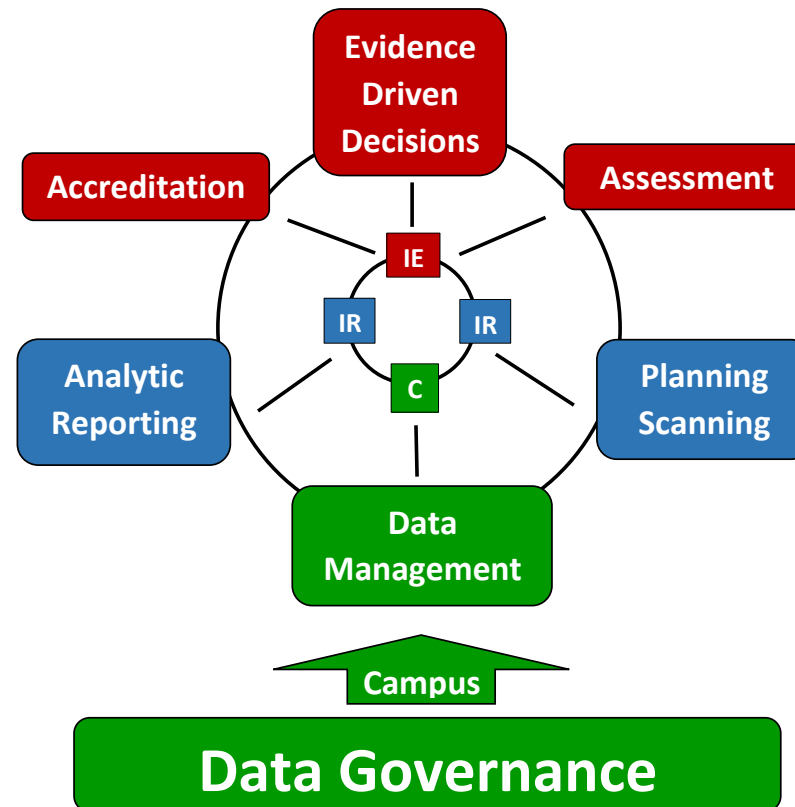 Evidence
Driven
Decisions
Accreditation
Assessment
IE
IR
IR
C
Analytic
Reporting
Planning
Scanning
Data
Management
Campus
Data Governance